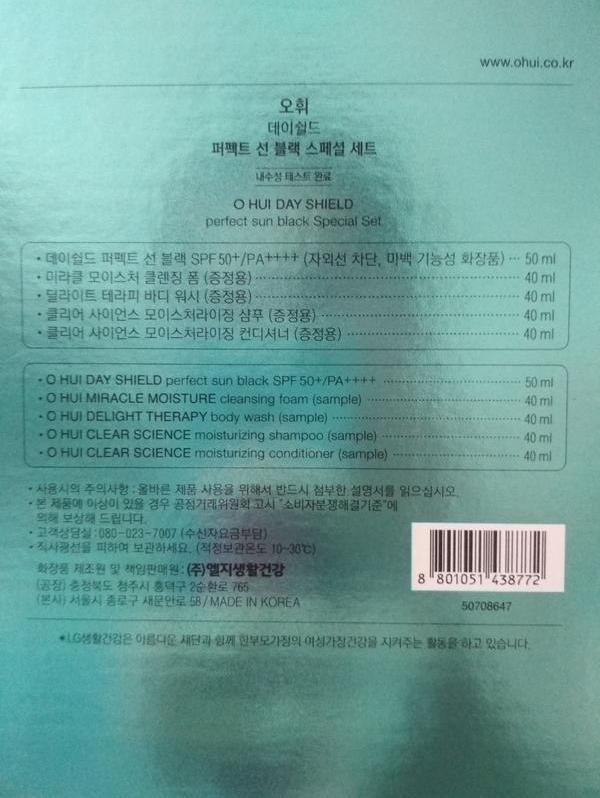 www.ohui.co.kr
오휘
데이쉴드
퍼펙트 선 블랙 스페셜 세트
내수성 테스트 완료
O HUI DAY SHIELD
perfect sun black Special Set
• 데이쉴드 퍼펙트 선 블랙 SPF50+/PA++++ (자외선 차단, 미백 기능성 화장품) ··· 50 ml
• 미라클 모이스처 클렌징 폼 (증정용) ··· 40 ml
• 딜라이트 테라피 바디 워시 (증정용) ··· 40 ml
• 클리어 사이언스 모이스처라이징 샴푸 (증정용) ··· 40 ml
• 클리어 사이언스 모이스처라이징 컨디셔너 (증정용) ··· 40 ml
• O HUI DAY SHIELD perfect sun black SPF50+/PA++++ ··· 50 ml
• O HUI MIRACLE MOISTURE cleansing foam (sample) ··· 40 ml
• O HUI DELIGHT THERAPY body wash (sample) ··· 40 ml
• O HUI CLEAR SCIENCE moisturizing shampoo (sample) ··· 40 ml
• O HUI CLEAR SCIENCE moisturizing conditioner (sample) ··· 40 ml
• 사용시의 주의사항 : 올바른 제품 사용을 위해서 반드시 첨부한 설명서를 읽으십시오.
• 본 제품에 이상이 있을 경우 공정거래위원회 고시 "소비자분쟁해결기준"에
의해 보상해 드립니다.
• 고객상담실 : 080-023-7007 (수신자요금부담)
• 직사광선을 피하여 보관하세요. (적정보관온도 10-30℃)
화장품 제조원 및 책임판매원 : (주)엘지생활건강
(공장) 충청북도 청주시 흥덕구 2순환로 765
(본사) 서울시 종로구 새문안로 58 / MADE IN KOREA
8 801051 438772
50708647
* LG생활건강은 아름다운 재단과 함께 한부모가정의 여성가장건강을 지켜주는 활동을 하고 있습니다.